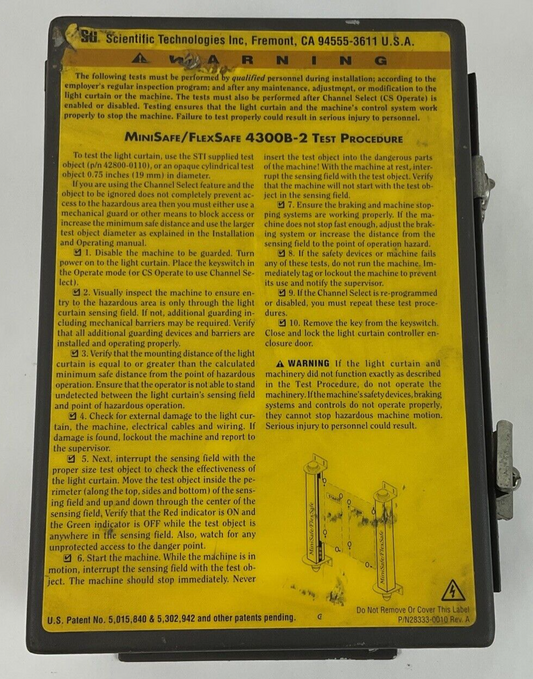 Scientific Technologies Inc, Fremont, CA 94555-3611 U.S.A.
WARNING
The following tests must be performed by qualified personnel during installation; according to the
employer's regular inspection program; and after any maintenance, adjustment, or modification to the
light curtain or the machine. The tests must also be performed after Channel Select (CS Operate) is
enabled or disabled. Testing ensures that the light curtain and the machine's control system work
properly to stop the machine. Failure to test properly could result in serious injury to personnel.
MINISAFE/FLEXSAFE 4300B-2 TEST PROCEDURE
To test the light curtain, use the STI supplied test
object (p/n 42800-0110), or an opaque cylindrical test
object 0.75 inches (19 mm) in diameter.
If you are using the Channel Select feature and the
object to be ignored does not completely prevent ac-
cess to the hazardous area then you must either use a
mechanical guard or other means to block access or
increase the minimum safe distance and use the larger
test object diameter as explained in the Installation
and Operating manual.
☑ 1. Disable the machine to be guarded. Turn
power on to the light curtain. Place the keyswitch in
the Operate mode (or CS Operate to use Channel Se-
lect).
☑ 2. Visually inspect the machine to ensure en-
try to the hazardous area is only through the light
curtain sensing field. If not, additional guarding in-
cluding mechanical barriers may be required. Verify
that all additional guarding devices and barriers are
installed and operating properly.
☑ 3. Verify that the mounting distance of the light
curtain is equal to or greater than the calculated
minimum safe distance from the point of hazardous
operation. Ensure that the operator is not able to stand
undetected between the light curtain's sensing field
and point of hazardous operation.
☑ 4. Check for external damage to the light cur-
tain, the machine, electrical cables and wiring. If
damage is found, lockout the machine and report to
the supervisor.
☑ 5. Next, interrupt the sensing field with the
proper size test object to check the effectiveness of
the light curtain. Move the test object inside the pe-
rimeter (along the top, sides and bottom) of the sens-
ing field and up and down through the center of the
sensing field, Verify that the Red indicator is ON and
the Green indicator is OFF while the test object is
anywhere in the sensing field. Also, watch for any
unprotected access to the danger point.
☑ 6. Start the machine. While the machine is in
motion, interrupt the sensing field with the test ob-
ject. The machine should stop immediately. Never
insert the test object into the dangerous parts
of the machine! With the machine at rest, inter-
rupt the sensing field with the test object. Verify
that the machine will not start with the test ob-
ject in the sensing field.
☑ 7. Ensure the braking and machine stop-
ping systems are working properly. If the ma-
chine does not stop fast enough, adjust the brak-
ing system or increase the distance from the
sensing field to the point of operation hazard.
☑ 8. If the safety devices or machine fails
any of these tests, do not run the machine. Im-
mediately tag or lockout the machine to prevent
its use and notify the supervisor.
☑ 9. If the Channel Select is re-programmed
or disabled, you must repeat these test proce-
dures.
☑ 10. Remove the key from the keyswitch.
Close and lock the light curtain controller en-
closure door.
WARNING If the light curtain and
machinery did not function exactly as described
in the Test Procedure, do not operate the
machinery. If the machine's safety devices, braking
systems and controls do not operate properly,
they cannot stop hazardous machine motion.
Serious injury to personnel could result.
MiniSafe/FlexSafe
MiniSafe/FlexSafe
U.S. Patent No. 5,015,840 & 5,302,942 and other patents pending.
Do Not Remove Or Cover This Label
P/N28333-0010 Rev. A